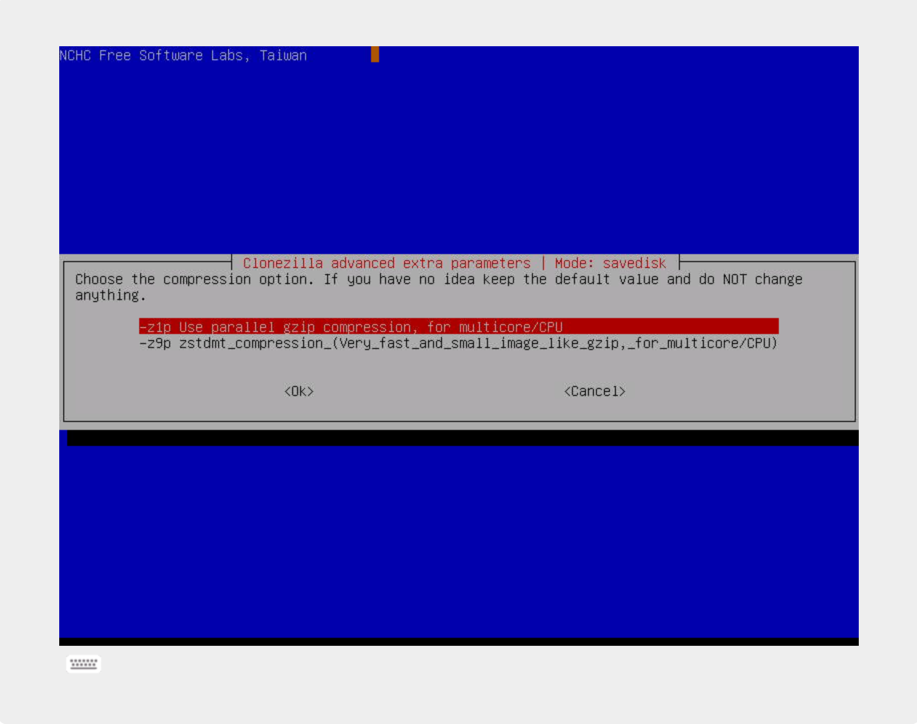 NCHC Free Software Labs, Taiwan
Clonezilla advanced extra parameters | Mode: savedisk
Choose the compression option. If you have no idea keep the default value and do NOT change
anything.
-z1p Use parallel gzip compression, for multicore/CPU
-z9p zstdmt_compression_(Very_fast_and_small_image_like_gzip,_for_multicore/CPU)
<Ok> <Cancel>